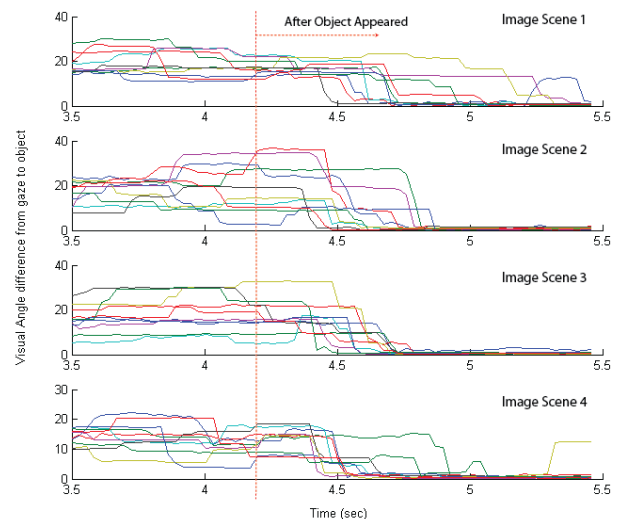 After Object Appeared
Image Scene 1
40
20
0
3.5 4 4.5 5 5.5
Image Scene 2
40
20
0
3.5 4 4.5 5 5.5
Image Scene 3
40
20
0
3.5 4 4.5 5 5.5
Image Scene 4
30
20
10
0
3.5 4 4.5 5 5.5
Visual Angle difference from gaze to object
Time (sec)